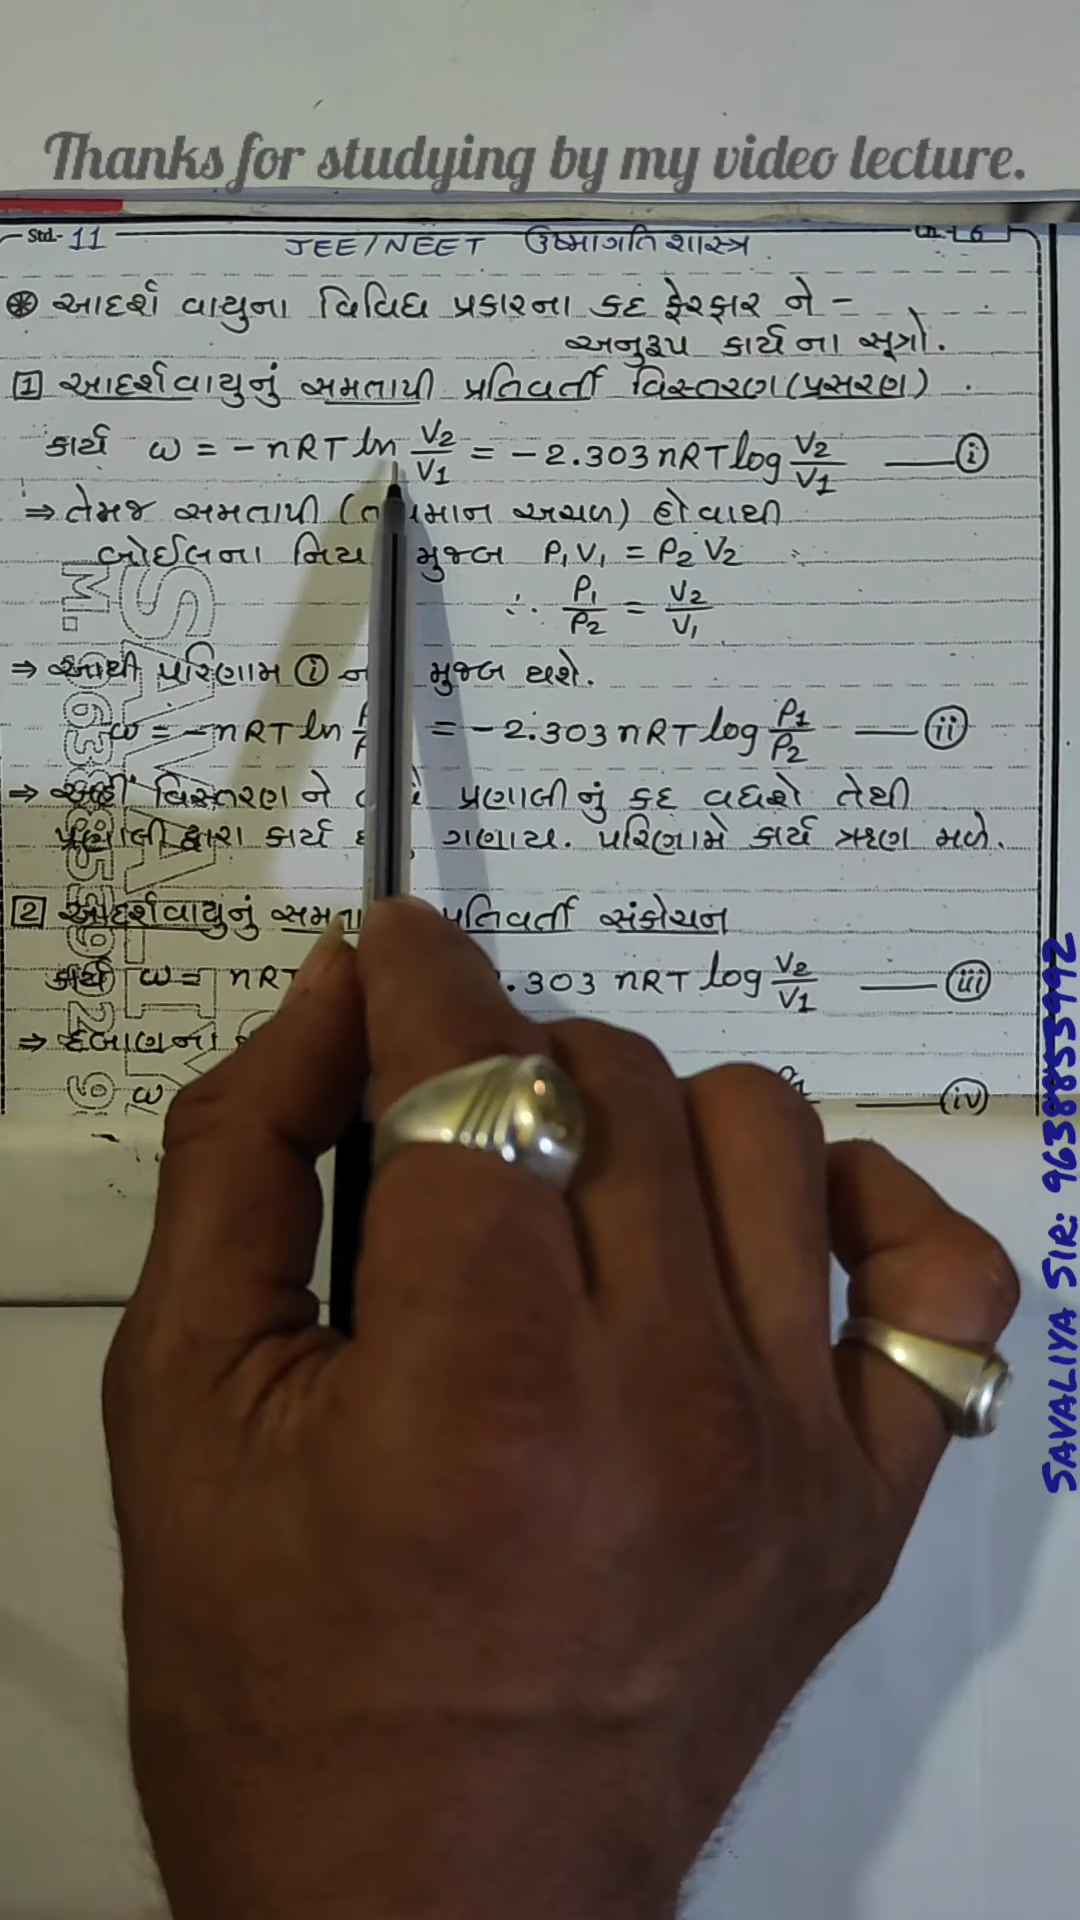 Thanks for studying by my video lecture.
Std.- 11 JEE/NEET ઉષ્માગતિશાસ્ત્ર
⊛ આદર્શ વાયુના વિવિધ પ્રકારના કદ ફેરફાર ને -
અનુરૂપ કાર્ય ના સૂત્રો.
1 આદર્શવાયુનું સમતાપી પ્રતિવર્તી વિસ્તરણ (પ્રસરણ)
કાર્ય ω = - nRT ln V2/V1 = -2.303 nRT log V2/V1 — (i)
⇒ તેમજ સમતાપી ( માન અચળ) હોવાથી
બોઈલના મુજબ P1V1 = P2V2
∴ P1/P2 = V2/V1
⇒ આથી પરિણામ (i) મુજબ થશે.
ω = - nRT ln = -2.303 nRT log P1/P2 — (ii)
⇒ અહીં વિસ્તરણ ને પ્રણાલી નું કદ વધશે તેથી
પ્રણાલી દ્વારા કાર્ય ગણાય. પરિણામે કાર્ય ઋણ મળે.
2 આદર્શવાયુનું પ્રતિવર્તી સંકોચન
કાર્ય ω = nRT .303 nRT log V2/V1 — (iii)
⇒ દબાણના
ω — (iv)
SAVALIYA SIR: 9638853992